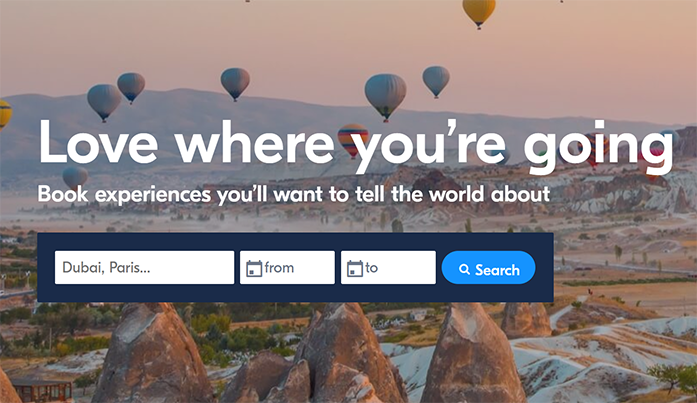 Love where you're going
Book experiences you'll want to tell the world about
Dubai, Paris... from to Search